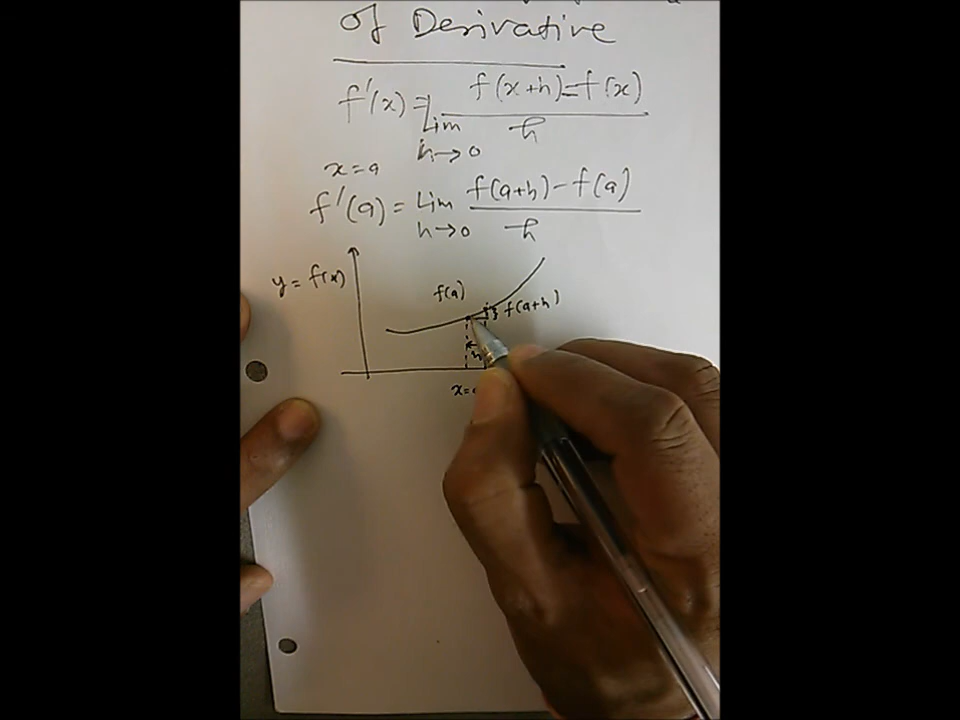 of Derivative
f'(x) = Lim h→0 f(x+h)=f(x) / h
x=a
f'(a) = Lim h→0 f(a+h)-f(a) / h
y = f(x)
f(a)
f(a+h)
h
x=